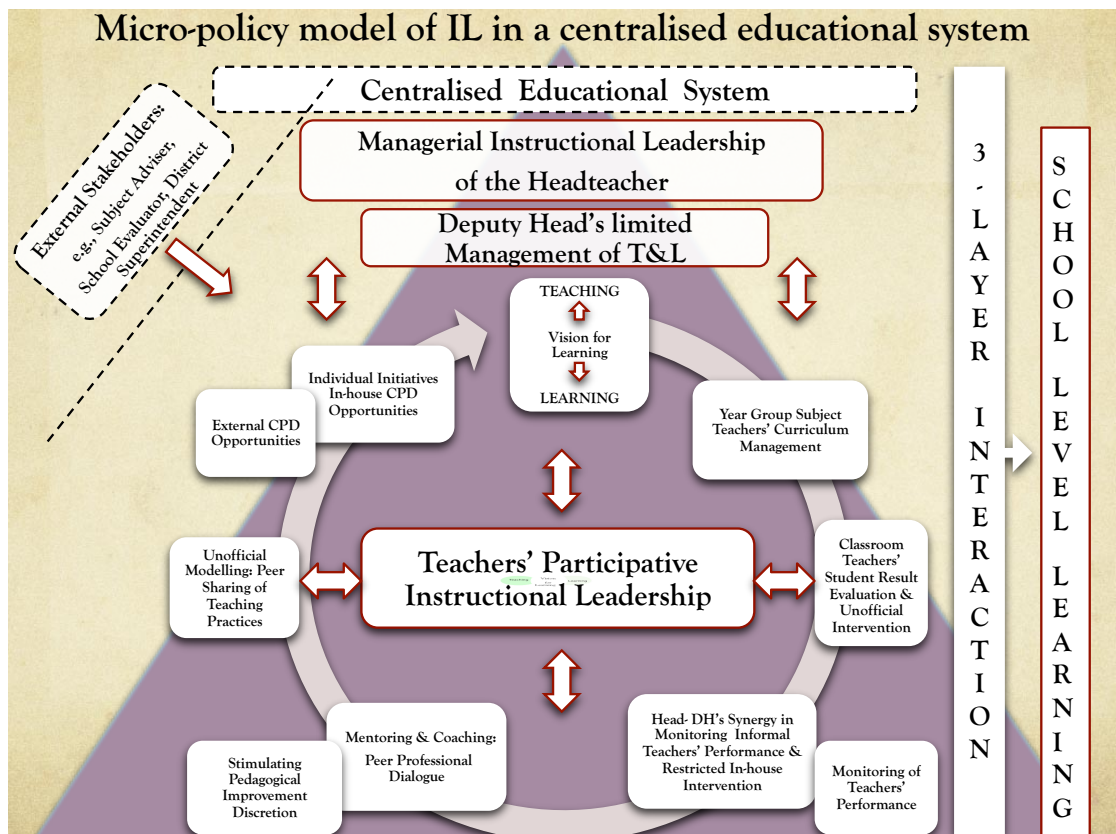 Micro-policy model of IL in a centralised educational system
Centralised Educational System
External Stakeholders:
e.g., Subject Adviser,
School Evaluator, District
Superintendent
Managerial Instructional Leadership
of the Headteacher
Deputy Head's limited
Management of T&L
TEACHING
Vision for
Learning
LEARNING
Individual Initiatives
In-house CPD
Opportunities
External CPD
Opportunities
Year Group Subject
Teachers' Curriculum
Management
Unofficial
Modelling: Peer
Sharing of
Teaching
Practices
Teachers' Participative
Instructional Leadership
Classroom
Teachers'
Student Result
Evaluation &
Unofficial
Intervention
Mentoring & Coaching:
Peer Professional
Dialogue
Stimulating
Pedagogical
Improvement
Discretion
Head- DH's Synergy in
Monitoring Informal
Teachers' Performance &
Restricted In-house
Intervention
Monitoring of
Teachers'
Performance
3-LAYER INTERACTION
SCHOOL LEVEL LEARNING